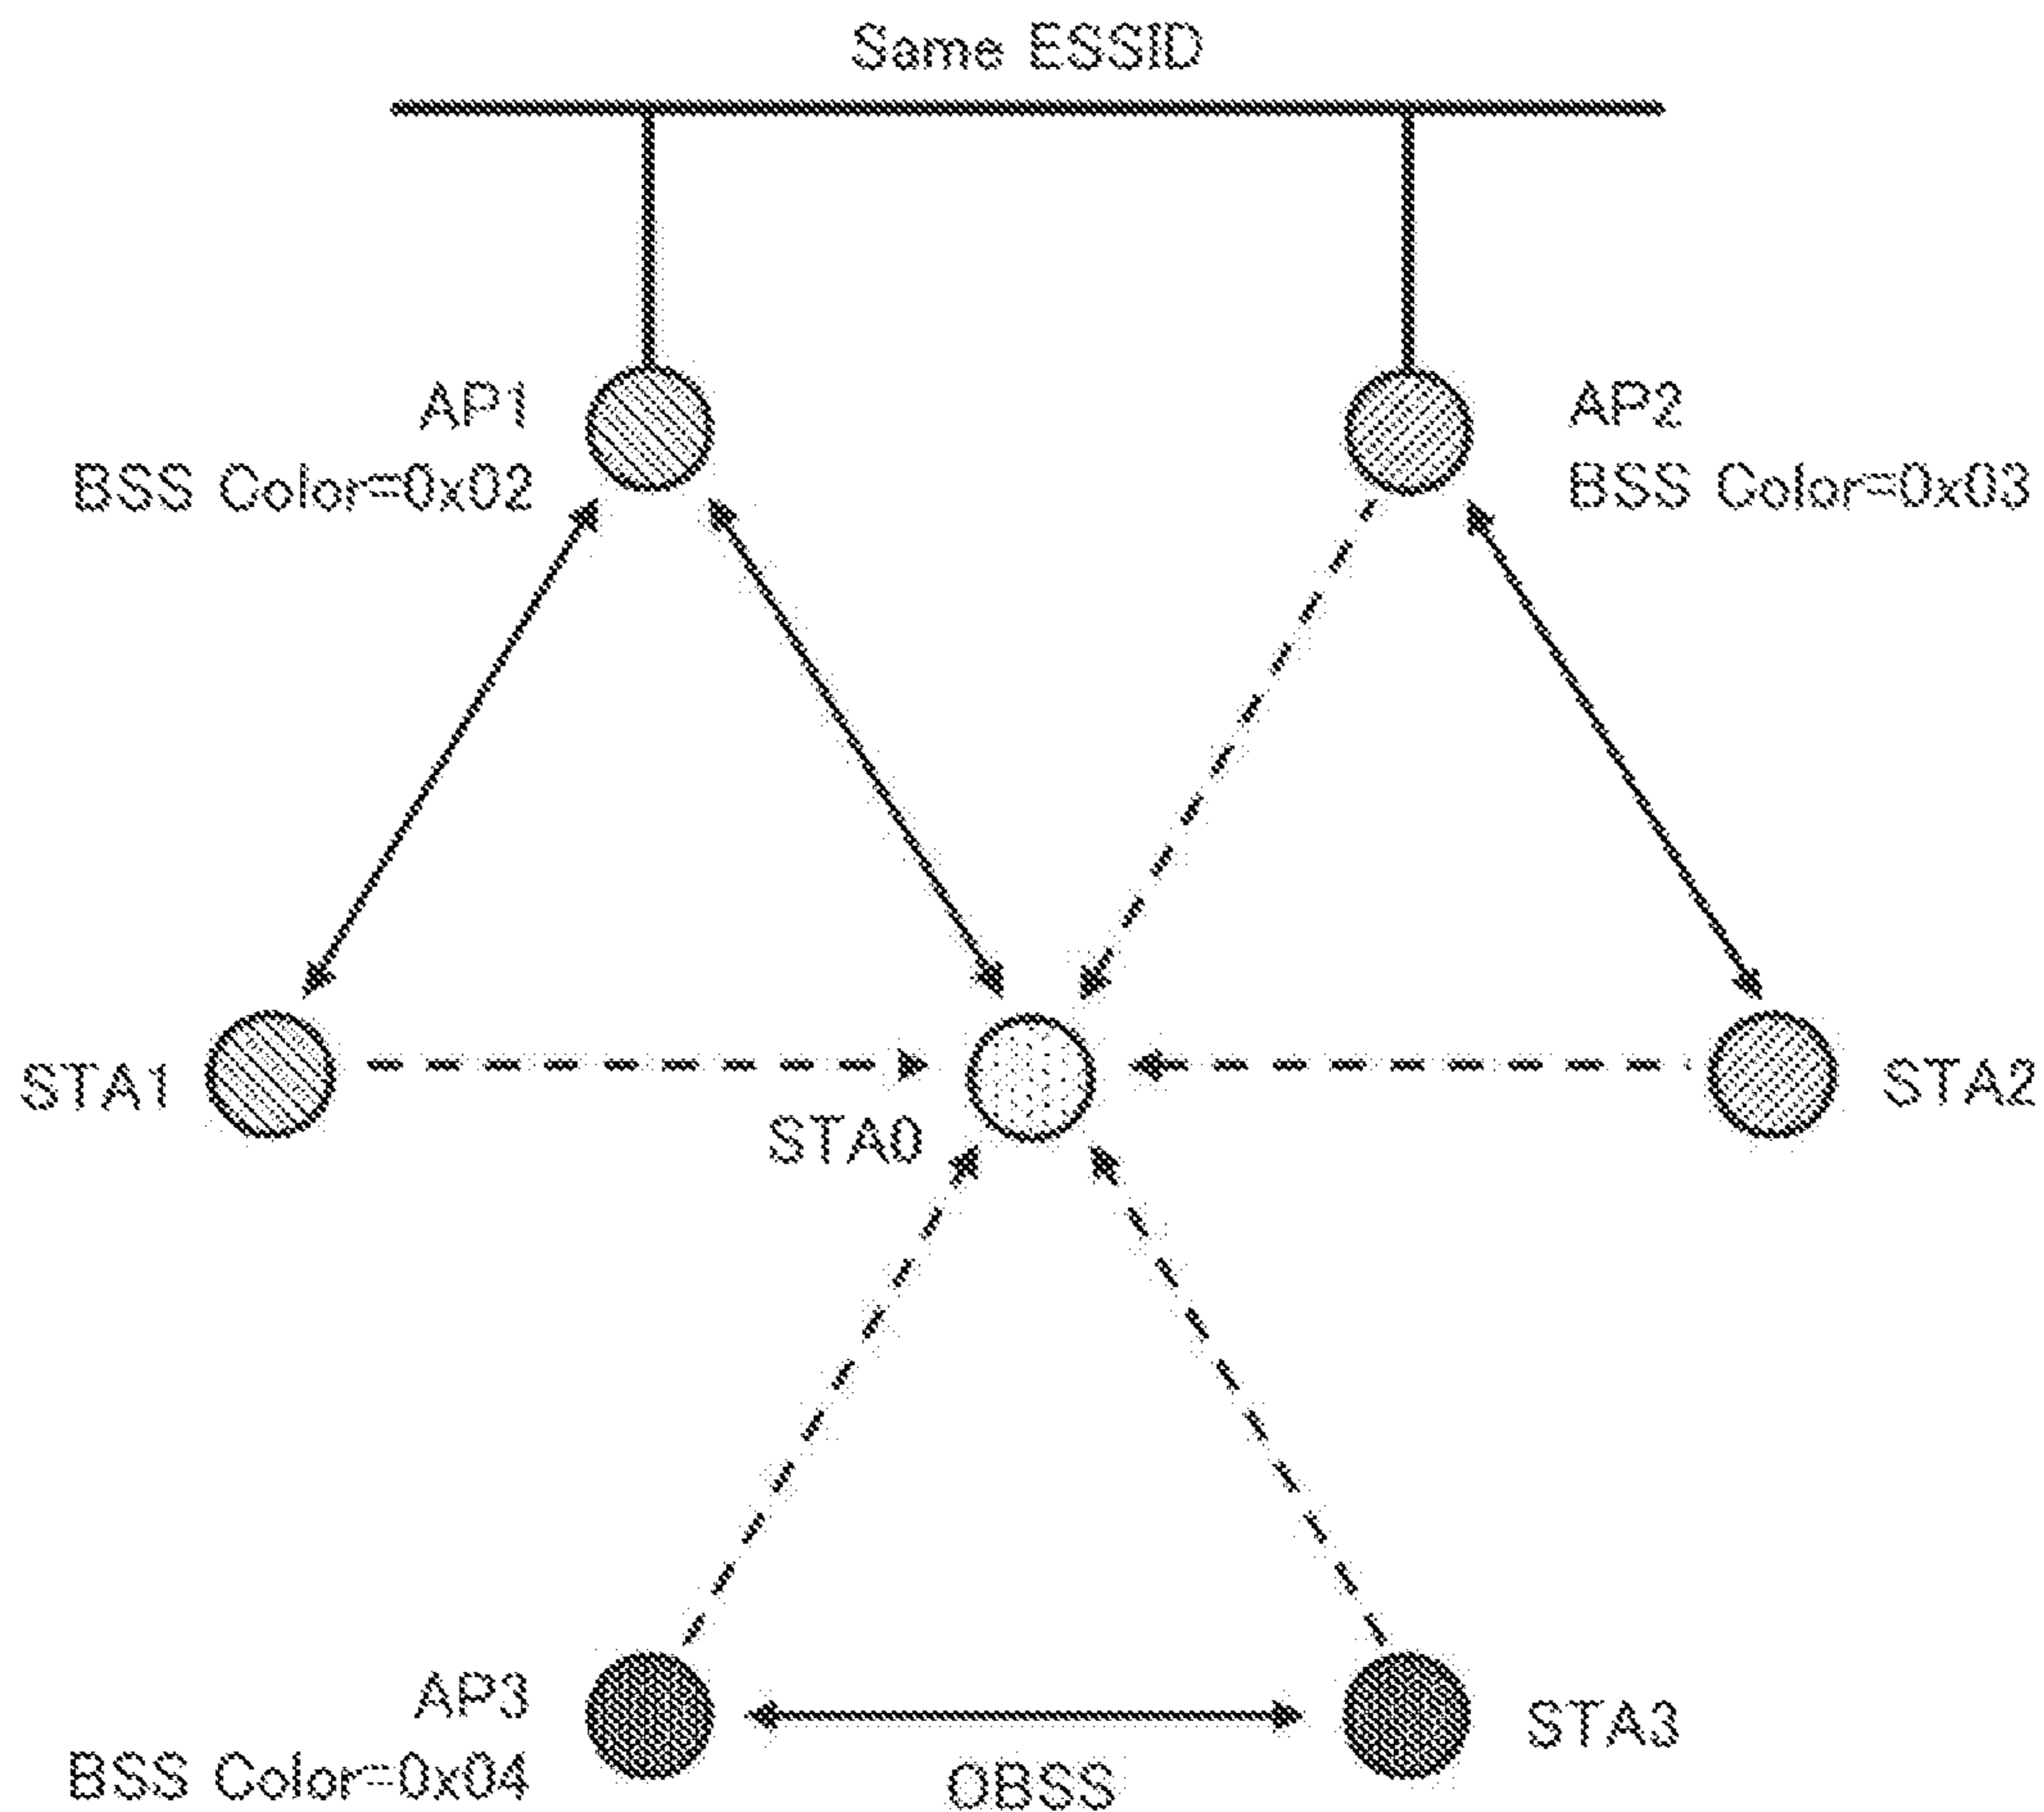 Same ESSID
AP1
BSS Color=0x02
AP2
BSS Color=0x03
STA1
STA0
STA2
AP3
BSS Color=0x04
OBSS
STA3